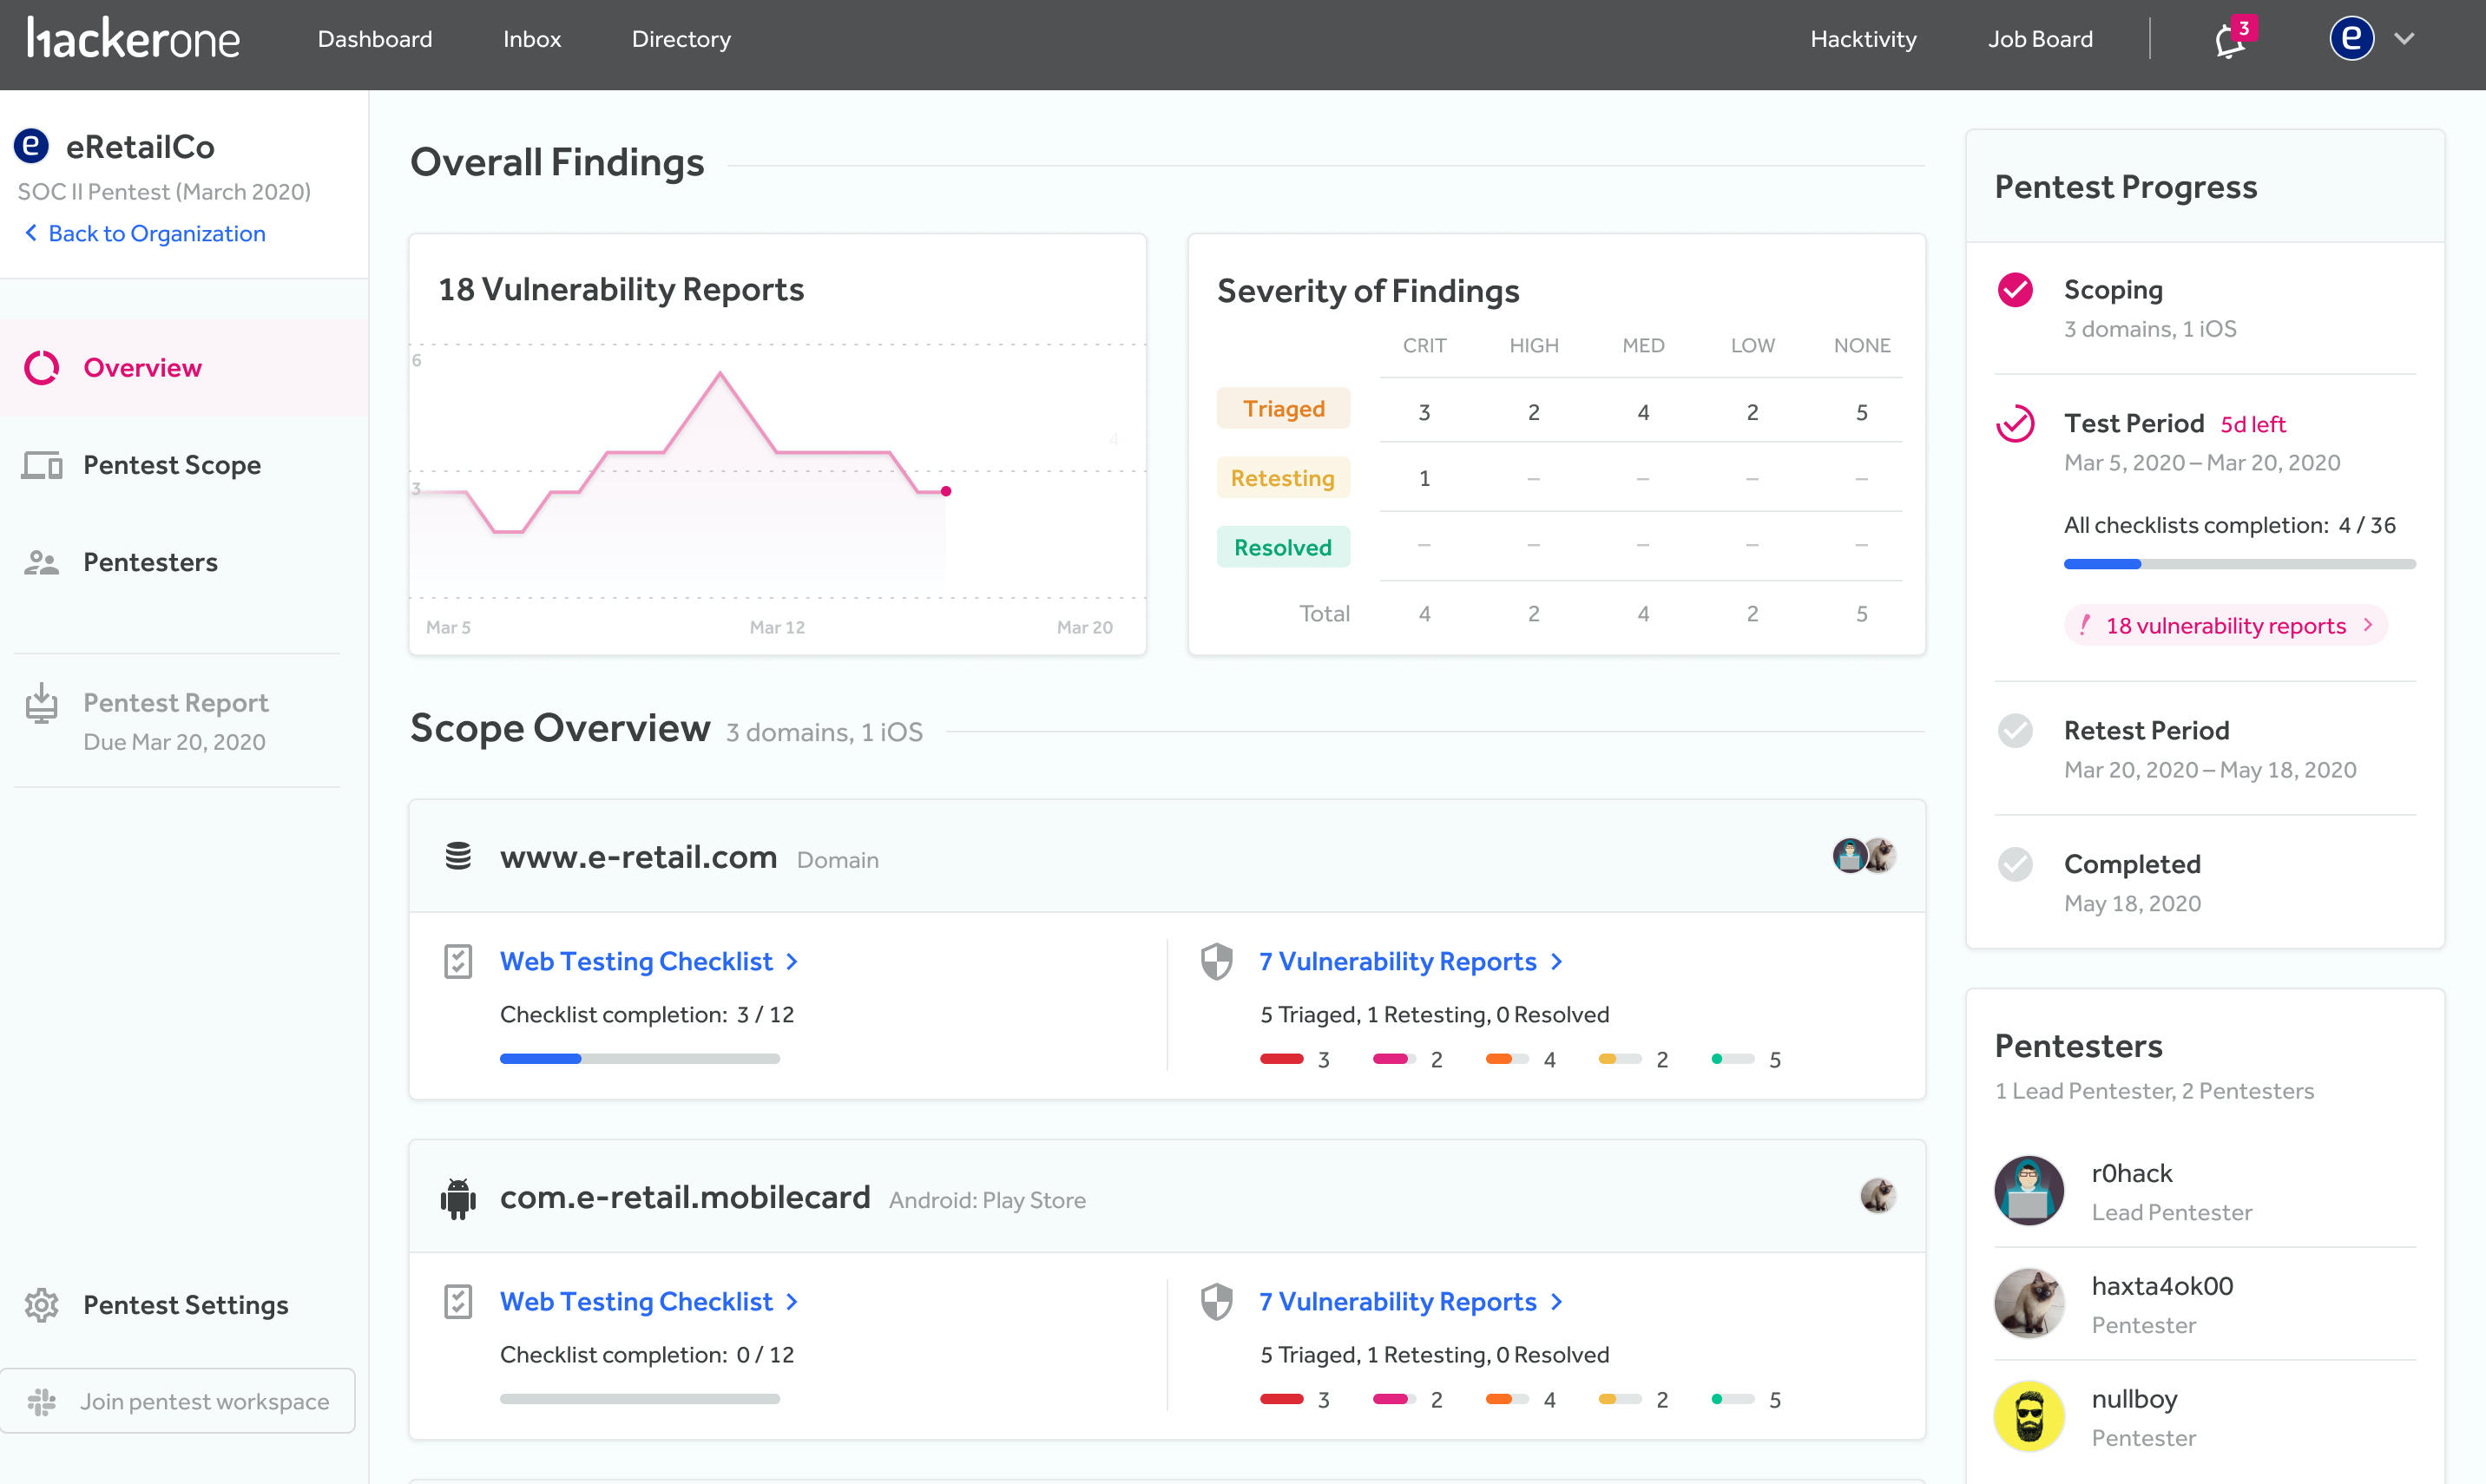 hackerone Dashboard Inbox Directory Hacktivity Job Board 3 e
e eRetailCo
SOC II Pentest (March 2020)
Back to Organization
Overview
Pentest Scope
Pentesters
Pentest Report
Due Mar 20, 2020
Pentest Settings
Join pentest workspace
Overall Findings
18 Vulnerability Reports
6
4
3
Mar 5 Mar 12 Mar 20
Severity of Findings
CRIT HIGH MED LOW NONE
Triaged 3 2 4 2 5
Retesting 1 – – – –
Resolved – – – – –
Total 4 2 4 2 5
Scope Overview 3 domains, 1 iOS
www.e-retail.com Domain
Web Testing Checklist
Checklist completion: 3 / 12
7 Vulnerability Reports
5 Triaged, 1 Retesting, 0 Resolved
3 2 4 2 5
com.e-retail.mobilecard Android: Play Store
Web Testing Checklist
Checklist completion: 0 / 12
7 Vulnerability Reports
5 Triaged, 1 Retesting, 0 Resolved
3 2 4 2 5
Pentest Progress
Scoping
3 domains, 1 iOS
Test Period 5d left
Mar 5, 2020 – Mar 20, 2020
All checklists completion: 4 / 36
! 18 vulnerability reports
Retest Period
Mar 20, 2020 – May 18, 2020
Completed
May 18, 2020
Pentesters
1 Lead Pentester, 2 Pentesters
r0hack
Lead Pentester
haxta4ok00
Pentester
nullboy
Pentester